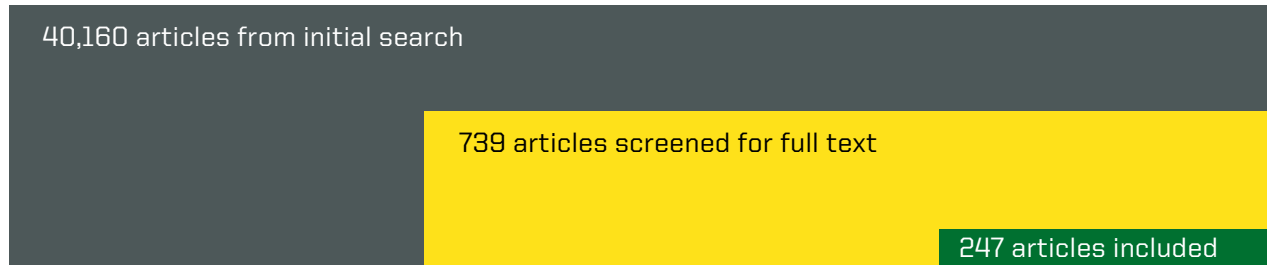 40,160 articles from initial search
739 articles screened for full text
247 articles included